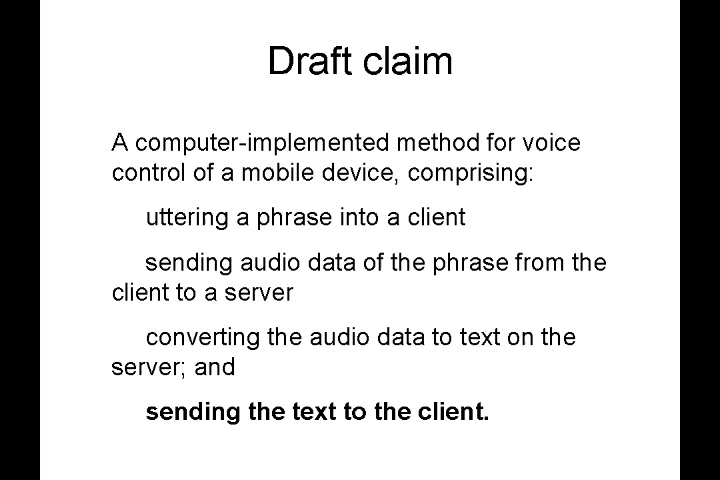 Draft claim
A computer-implemented method for voice
control of a mobile device, comprising:
uttering a phrase into a client
sending audio data of the phrase from the
client to a server
converting the audio data to text on the
server; and
sending the text to the client.